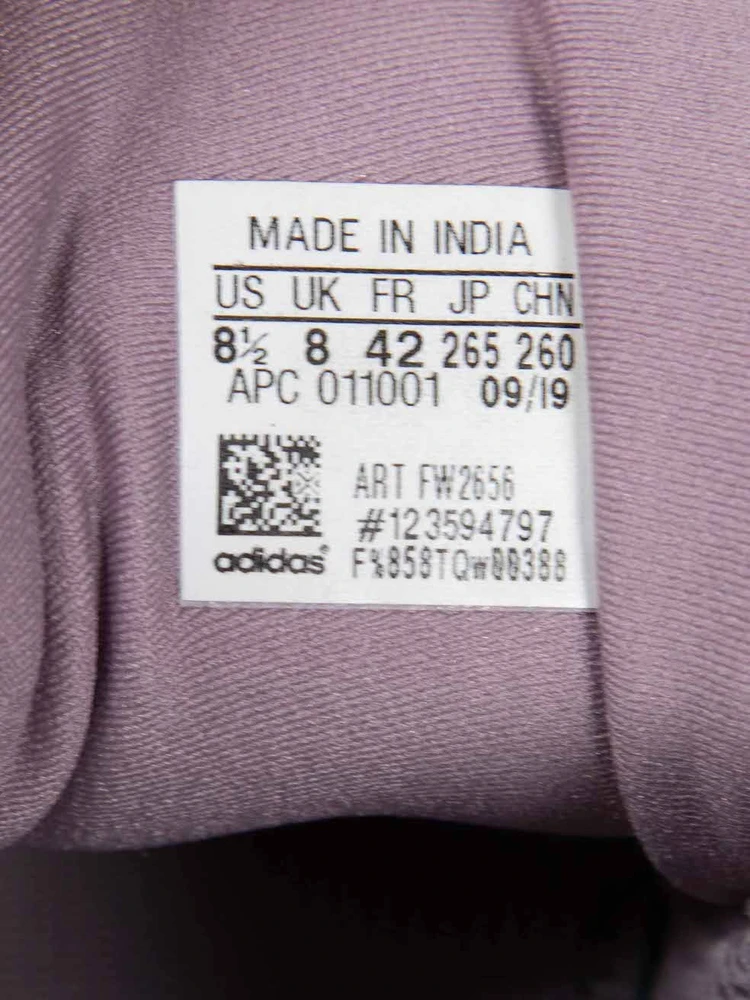 MADE IN INDIA
US UK FR JP CHN
8½ 8 42 265 260
APC 011001 09/19
ART FW2656
#123594797
adidas® F%858TQW00388